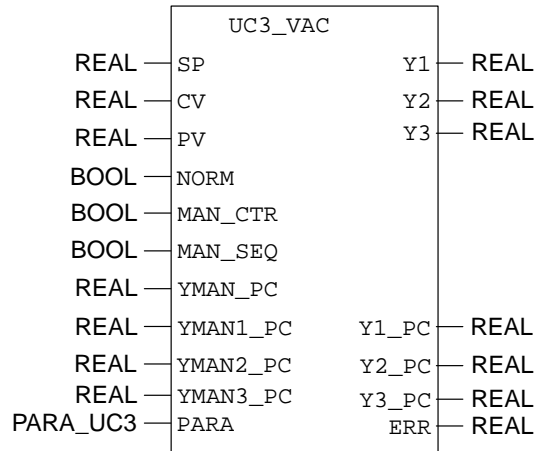 UC3_VAC
REAL SP Y1 REAL
REAL CV Y2 REAL
REAL PV Y3 REAL
BOOL NORM
BOOL MAN_CTR
BOOL MAN_SEQ
REAL YMAN_PC
REAL YMAN1_PC Y1_PC REAL
REAL YMAN2_PC Y2_PC REAL
REAL YMAN3_PC Y3_PC REAL
PARA_UC3 PARA ERR REAL